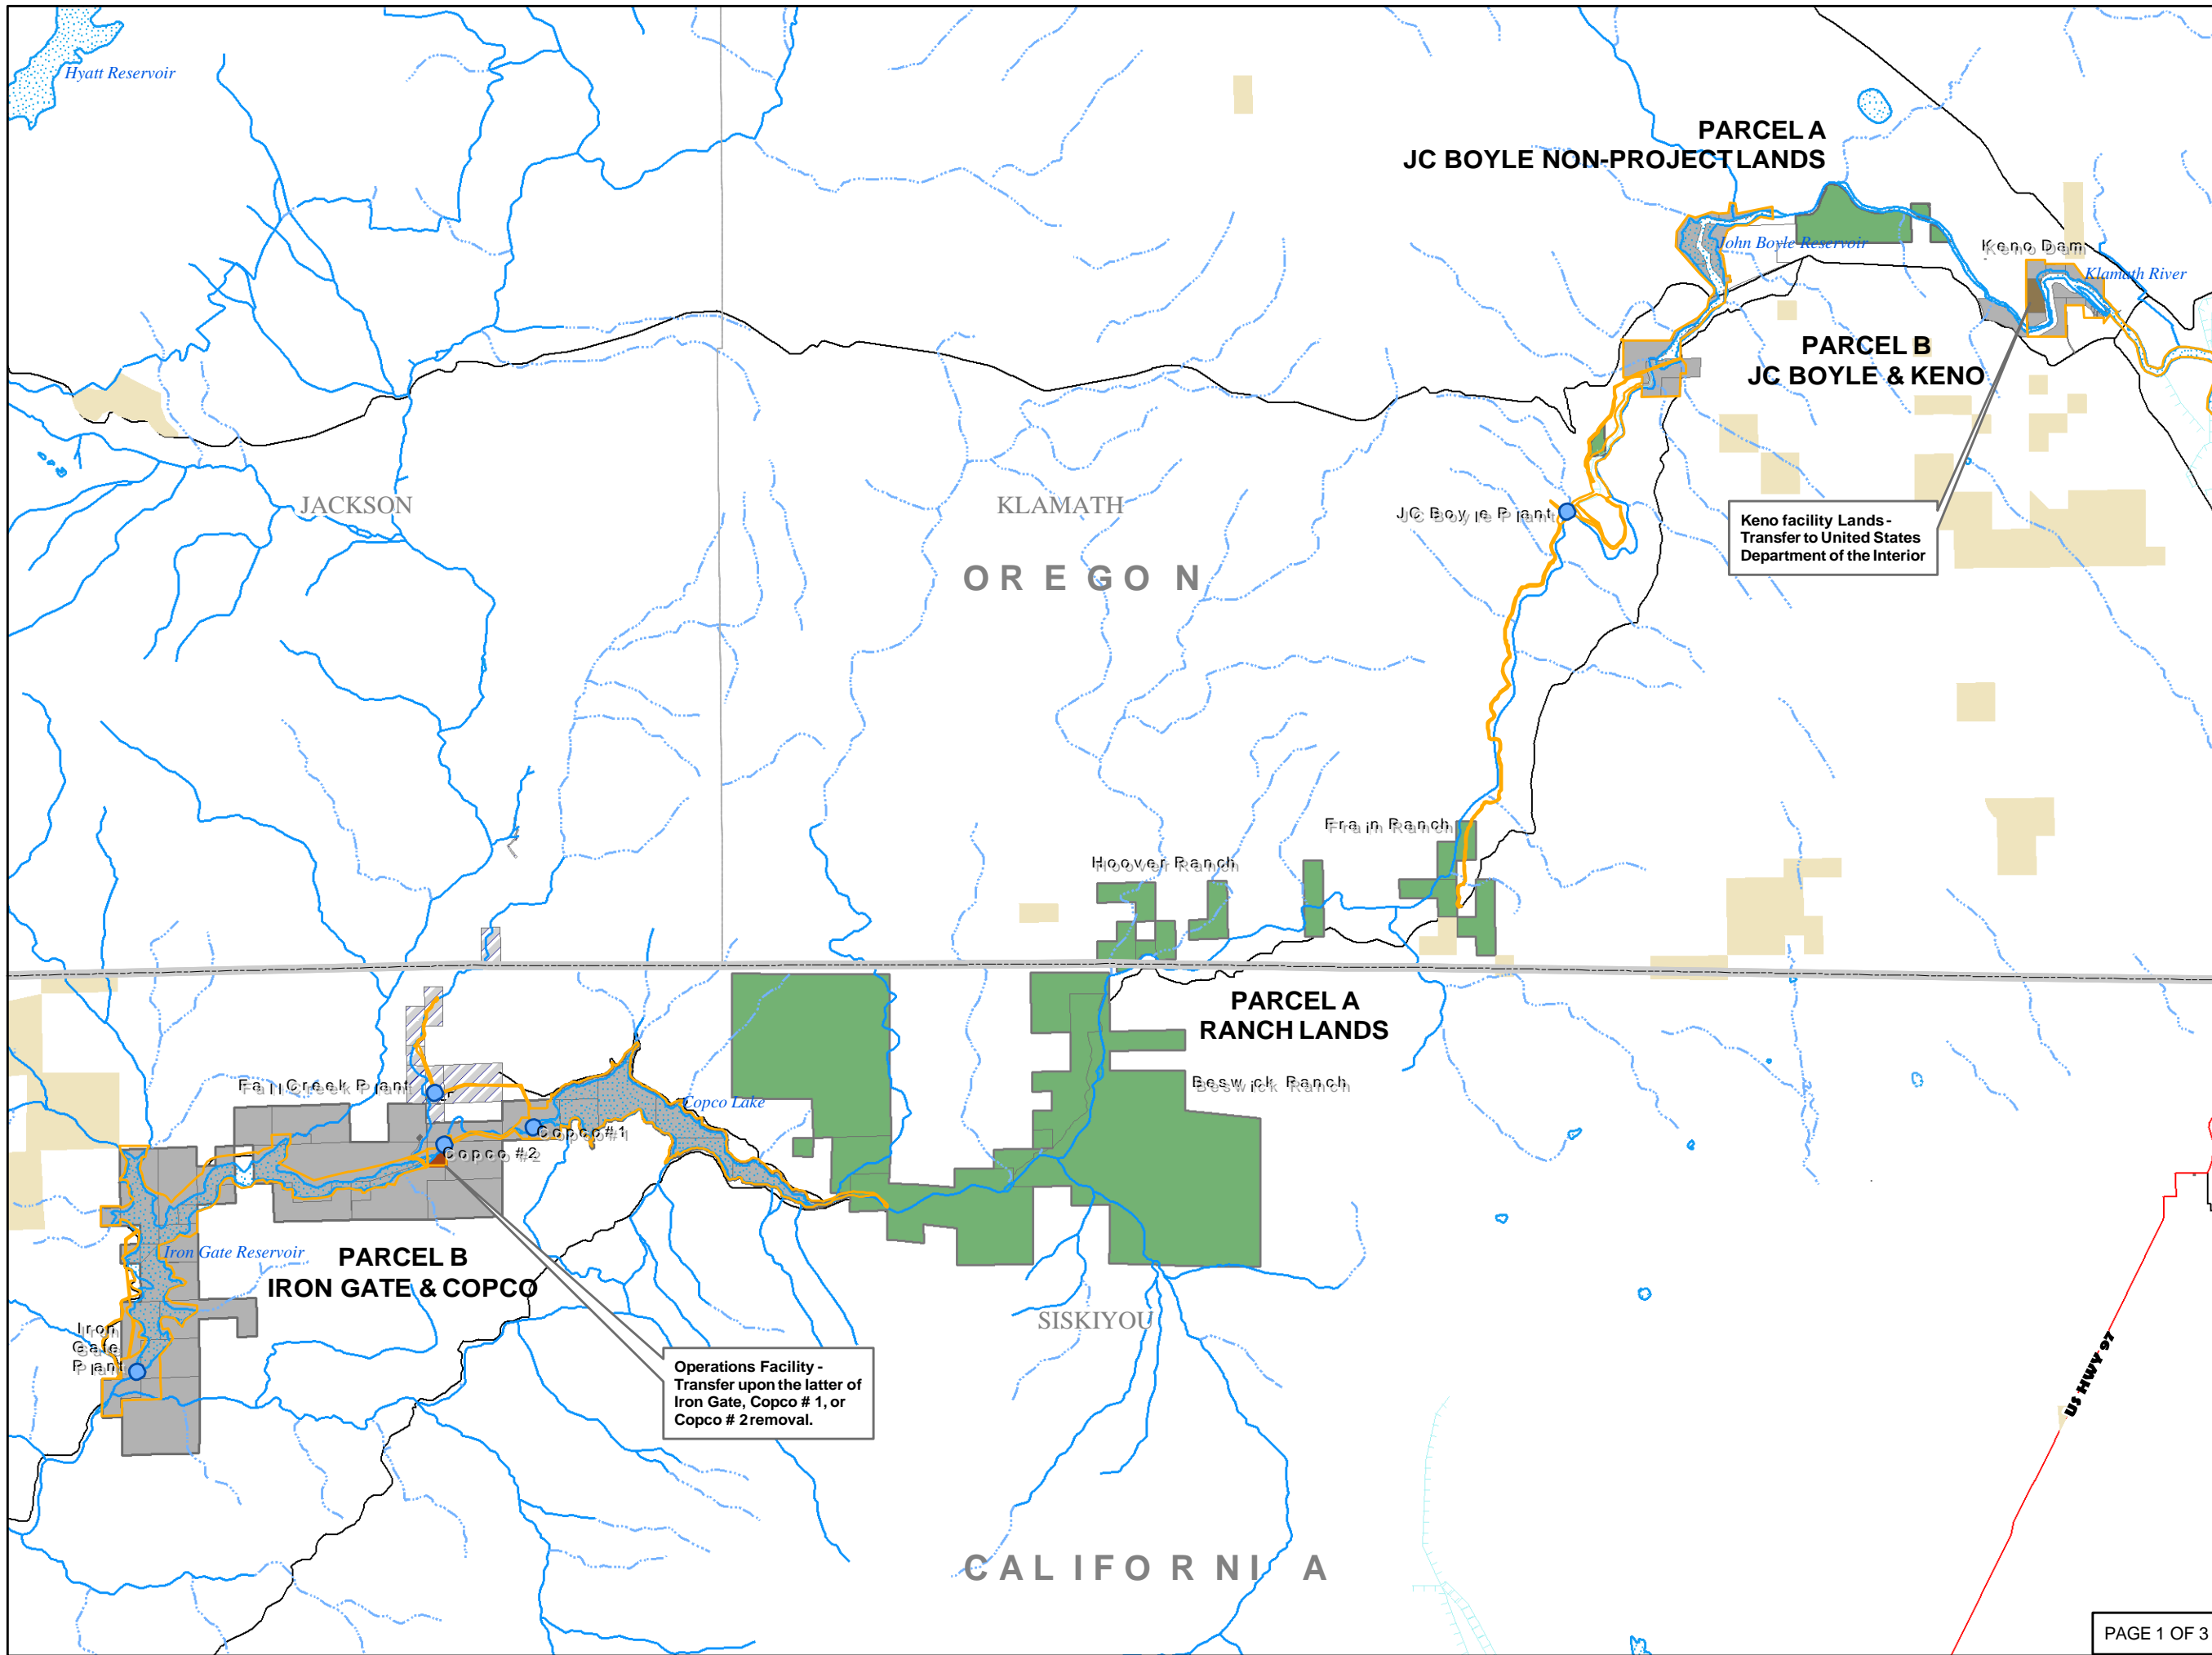 Hyatt Reservoir
PARCEL A
JC BOYLE NON-PROJECT LANDS
John Boyle Reservoir
Keno Dam
Klamath River
PARCEL B
JC BOYLE & KENO
JACKSON
KLAMATH
JC Boyle Plant
Keno facility Lands -
Transfer to United States
Department of the Interior
OREGON
Frain Ranch
Hoover Ranch
PARCEL A
RANCH LANDS
Fall Creek Plant
Beswick Ranch
Copco Lake
Copco #1
Copco #2
Iron Gate Reservoir
PARCEL B
IRON GATE & COPCO
SISKIYOU
Iron
Gate
Plant
Operations Facility -
Transfer upon the latter of
Iron Gate, Copco # 1, or
Copco # 2 removal.
US HWY 97
CALIFORNIA
PAGE 1 OF 3